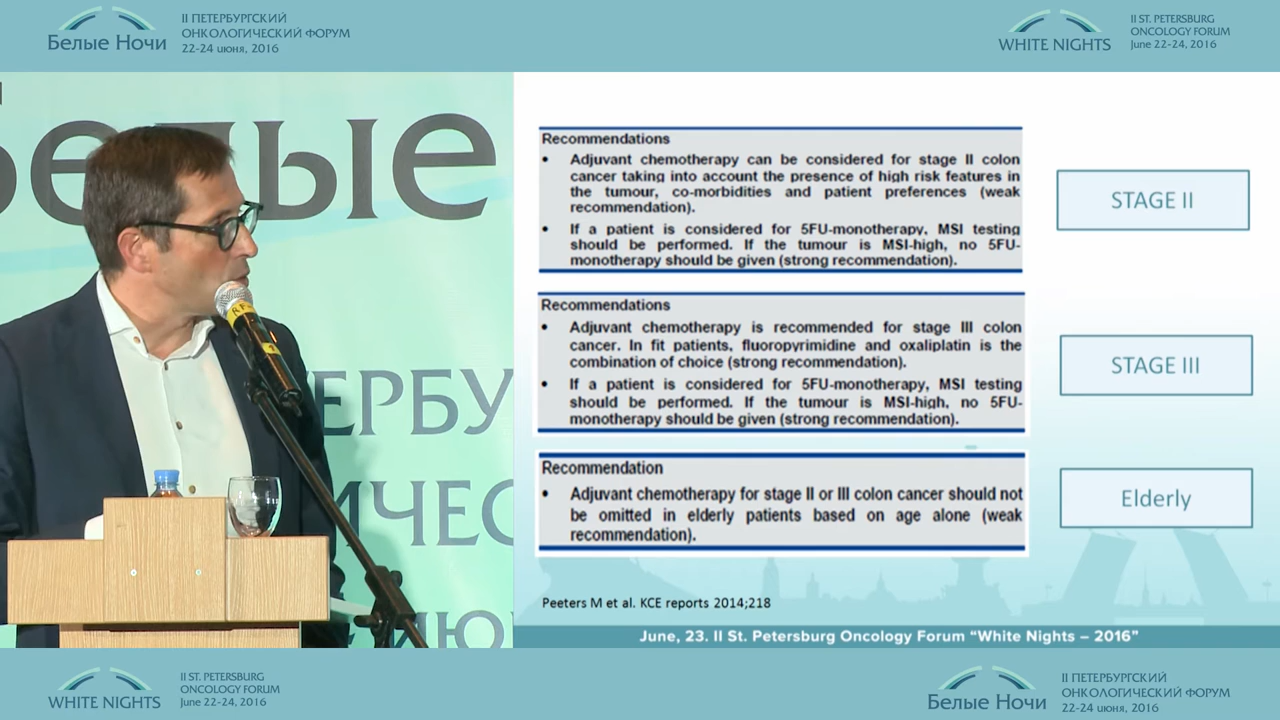 II ПЕТЕРБУРГСКИЙ
ОНКОЛОГИЧЕСКИЙ ФОРУМ
Белые Ночи
22-24 июня, 2016
II ST. PETERSBURG
ONCOLOGY FORUM
WHITE NIGHTS
June 22-24, 2016
Белые
ЕРБУ
ИЧЕС
ИЮ
Recommendations
• Adjuvant chemotherapy can be considered for stage II colon
cancer taking into account the presence of high risk features in
the tumour, co-morbidities and patient preferences (weak
recommendation).
• If a patient is considered for 5FU-monotherapy, MSI testing
should be performed. If the tumour is MSI-high, no 5FU-
monotherapy should be given (strong recommendation).
STAGE II
Recommendations
• Adjuvant chemotherapy is recommended for stage III colon
cancer. In fit patients, fluoropyrimidine and oxaliplatin is the
combination of choice (strong recommendation).
• If a patient is considered for 5FU-monotherapy, MSI testing
should be performed. If the tumour is MSI-high, no 5FU-
monotherapy should be given (strong recommendation).
STAGE III
Recommendation
• Adjuvant chemotherapy for stage II or III colon cancer should not
be omitted in elderly patients based on age alone (weak
recommendation).
Elderly
Peeters M et al. KCE reports 2014;218
June, 23. II St. Petersburg Oncology Forum “White Nights – 2016”
II ST. PETERSBURG
ONCOLOGY FORUM
WHITE NIGHTS
June 22-24, 2016
II ПЕТЕРБУРГСКИЙ
ОНКОЛОГИЧЕСКИЙ ФОРУМ
Белые Ночи
22-24 июня, 2016